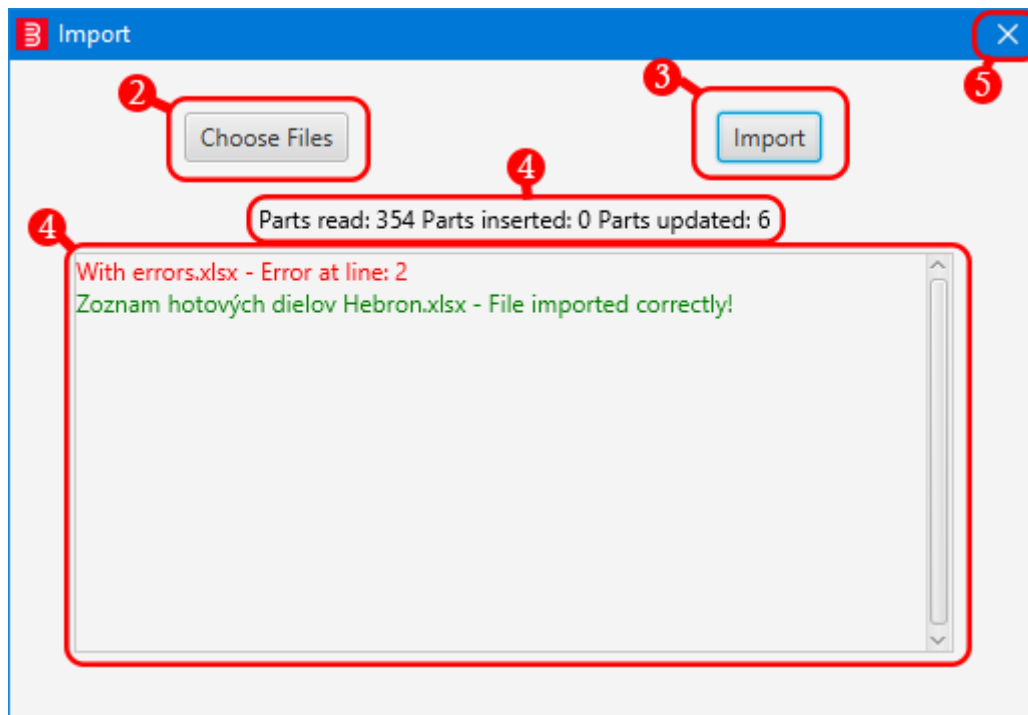 Import
5
2
Choose Files
3
Import
4
Parts read: 354 Parts inserted: 0 Parts updated: 6
4
With errors.xlsx - Error at line: 2
Zoznam hotových dielov Hebron.xlsx - File imported correctly!